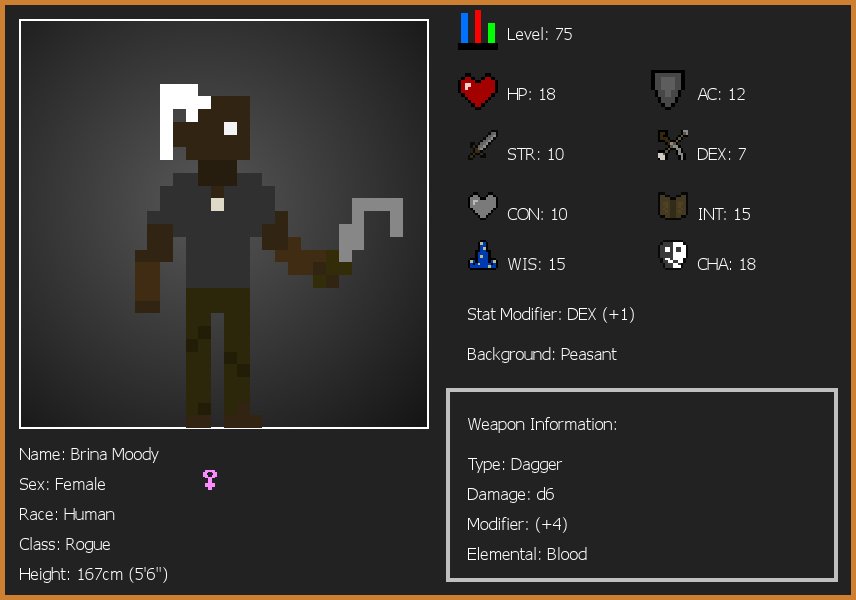 Level: 75
HP: 18
AC: 12
STR: 10
DEX: 7
CON: 10
INT: 15
WIS: 15
CHA: 18
Stat Modifier: DEX (+1)
Background: Peasant
Weapon Information:
Type: Dagger
Damage: d6
Modifier: (+4)
Elemental: Blood
Name: Brina Moody
Sex: Female
Race: Human
Class: Rogue
Height: 167cm (5'6")